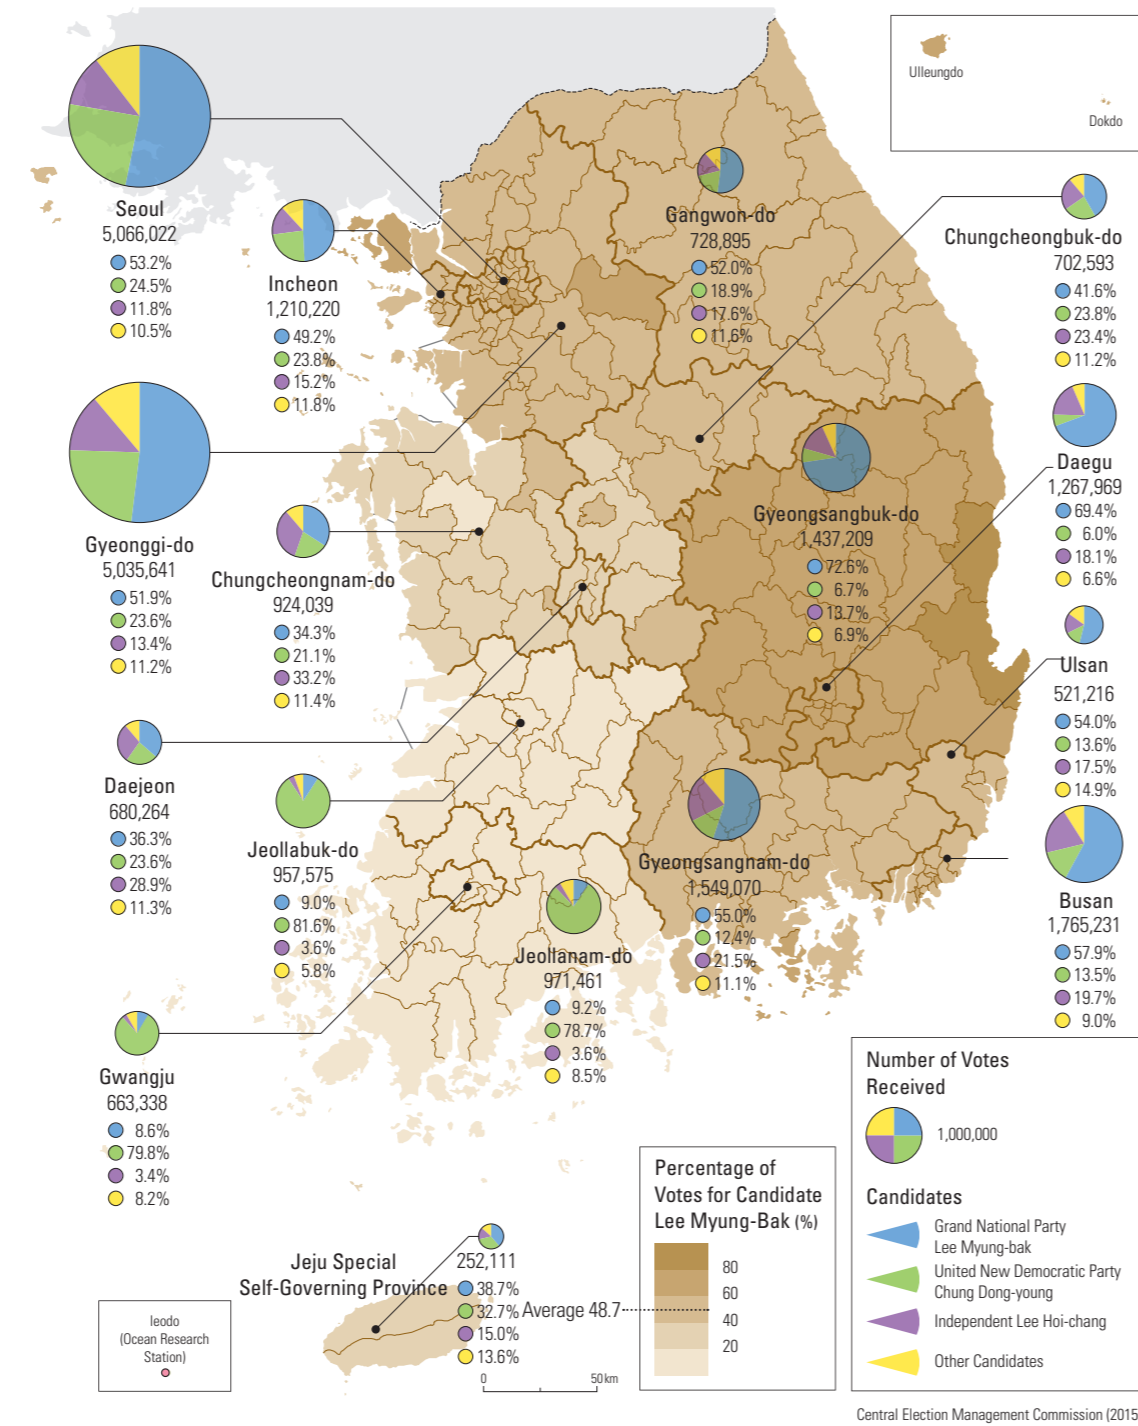 Ulleungdo
Dokdo
Seoul
5,066,022
53.2%
24.5%
11.8%
10.5%
Incheon
1,210,220
49.2%
23.8%
15.2%
11.8%
Gangwon-do
728,895
52.0%
18.9%
17.6%
11.6%
Chungcheongbuk-do
702,593
41.6%
23.8%
23.4%
11.2%
Gyeonggi-do
5,035,641
51.9%
23.6%
13.4%
11.2%
Chungcheongnam-do
924,039
34.3%
21.1%
33.2%
11.4%
Gyeongsangbuk-do
1,437,209
72.6%
6.7%
13.7%
6.9%
Daegu
1,267,969
69.4%
6.0%
18.1%
6.6%
Ulsan
521,216
54.0%
13.6%
17.5%
14.9%
Daejeon
680,264
36.3%
23.6%
28.9%
11.3%
Jeollabuk-do
957,575
9.0%
81.6%
3.6%
5.8%
Gyeongsangnam-do
1,549,070
55.0%
12.4%
21.5%
11.1%
Busan
1,765,231
57.9%
13.5%
19.7%
9.0%
Jeollanam-do
971,461
9.2%
78.7%
3.6%
8.5%
Gwangju
663,338
8.6%
79.8%
3.4%
8.2%
Jeju Special
Self-Governing Province
252,111
38.7%
32.7%
15.0%
13.6%
Ieodo
(Ocean Research
Station)
0 50 km
Percentage of
Votes for Candidate
Lee Myung-Bak (%)
80
60
Average 48.7
40
20
Number of Votes
Received
1,000,000
Candidates
Grand National Party
Lee Myung-bak
United New Democratic Party
Chung Dong-young
Independent Lee Hoi-chang
Other Candidates
Central Election Management Commission (2015